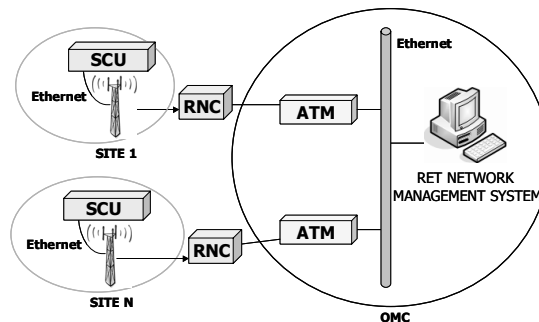 SCU
Ethernet
SITE 1
RNC
ATM
Ethernet
RET NETWORK
MANAGEMENT SYSTEM
SCU
Ethernet
SITE N
RNC
ATM
OMC